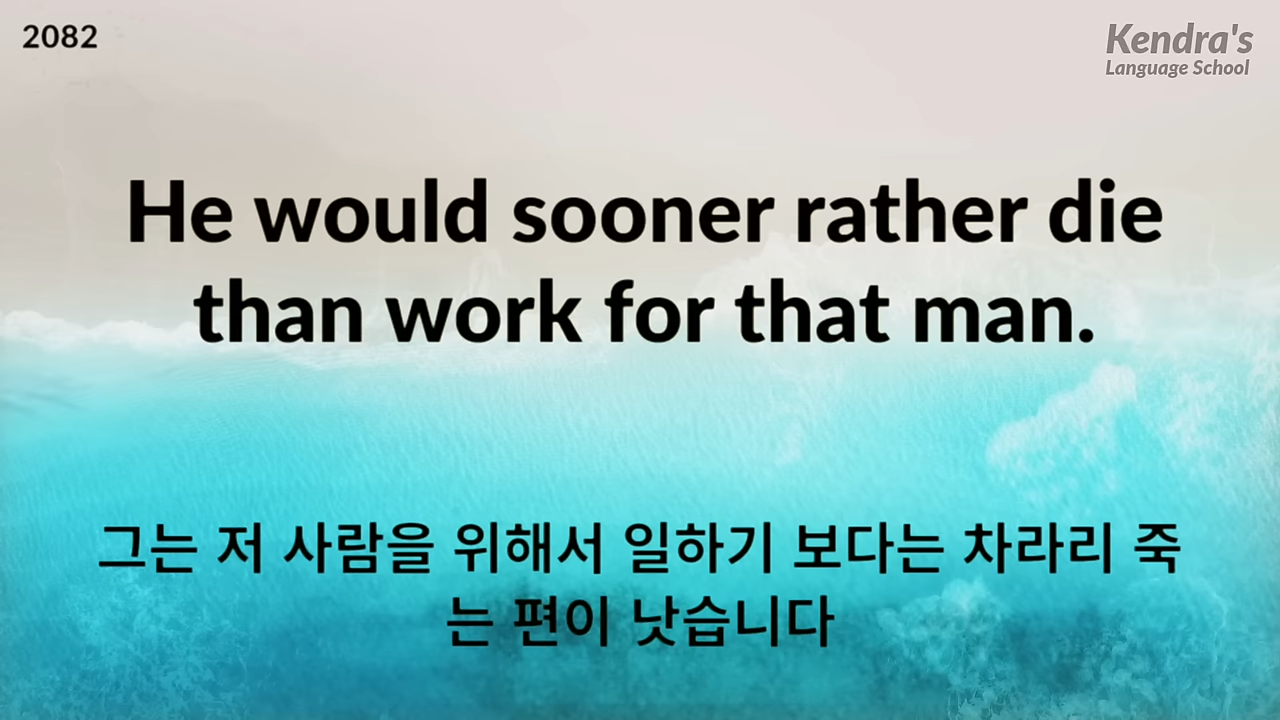 2082
Kendra's
Language School
He would sooner rather die
than work for that man.
그는 저 사람을 위해서 일하기 보다는 차라리 죽
는 편이 낫습니다